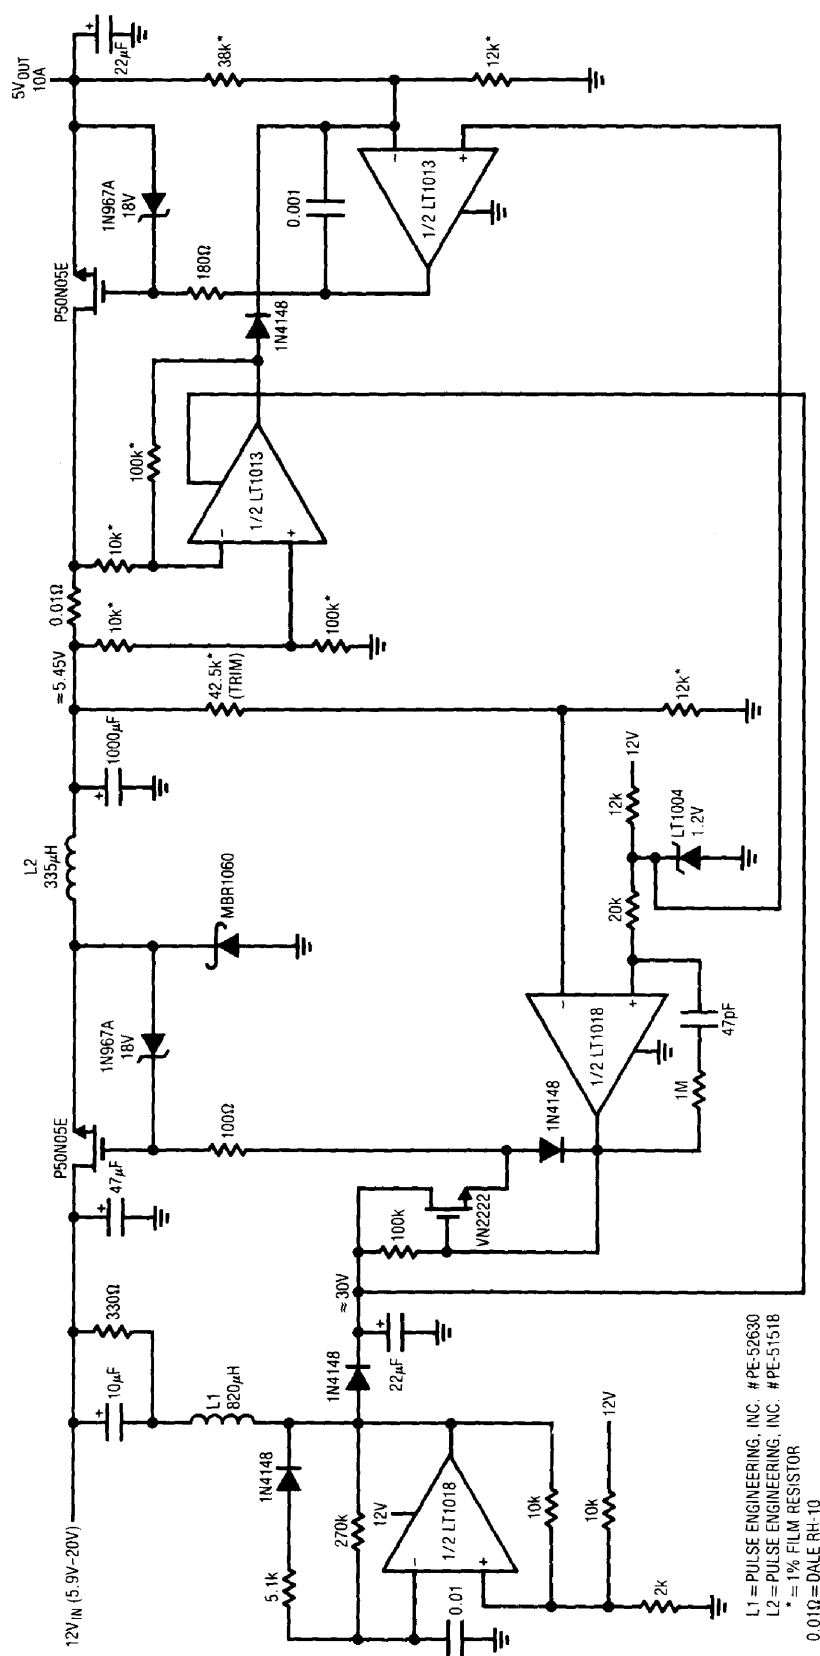 12V_IN (5.9V–20V)
10µF
330Ω
L1
820µH
47µF
P50N05E
1N967A
18V
100Ω
MBR1060
L2
335µH
1000µF
≈5.45V
0.01Ω
10k*
10k*
100k*
100k*
1/2 LT1013
1N4148
P50N05E
1N967A
18V
180Ω
0.001
1/2 LT1013
5V_OUT
10A
22µF
38k*
12k*
42.5k*
(TRIM)
12k*
12V
12k
LT1004
1.2V
20k
47pF
1M
1/2 LT1018
1N4148
VN2222
100k
≈30V
22µF
1N4148
1N4148
5.1k
270k
12V
1/2 LT1018
0.01
10k
10k
12V
2k
L1 = PULSE ENGINEERING, INC. #PE-52630
L2 = PULSE ENGINEERING, INC. #PE-51518
* = 1% FILM RESISTOR
0.01Ω = DALE RH-10